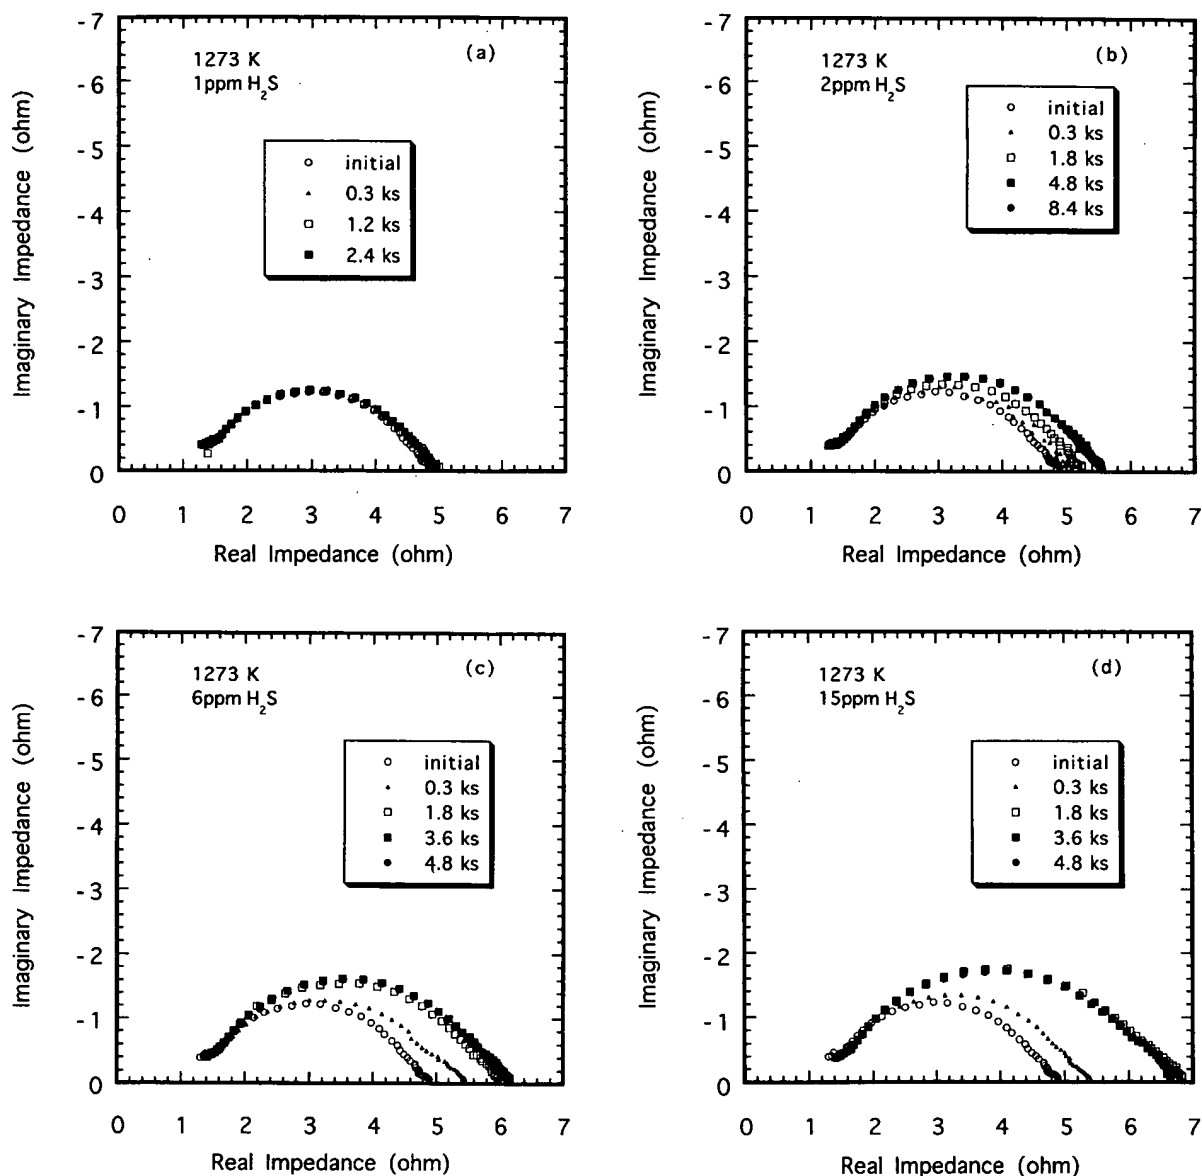 (a)
1273 K
1ppm H₂S
initial
0.3 ks
1.2 ks
2.4 ks
Imaginary Impedance (ohm)
-7
-6
-5
-4
-3
-2
-1
0
0 1 2 3 4 5 6 7
Real Impedance (ohm)
(b)
1273 K
2ppm H₂S
initial
0.3 ks
1.8 ks
4.8 ks
8.4 ks
Imaginary Impedance (ohm)
-7
-6
-5
-4
-3
-2
-1
0
0 1 2 3 4 5 6 7
Real Impedance (ohm)
(c)
1273 K
6ppm H₂S
initial
0.3 ks
1.8 ks
3.6 ks
4.8 ks
Imaginary Impedance (ohm)
-7
-6
-5
-4
-3
-2
-1
0
0 1 2 3 4 5 6 7
Real Impedance (ohm)
(d)
1273 K
15ppm H₂S
initial
0.3 ks
1.8 ks
3.6 ks
4.8 ks
Imaginary Impedance (ohm)
-7
-6
-5
-4
-3
-2
-1
0
0 1 2 3 4 5 6 7
Real Impedance (ohm)